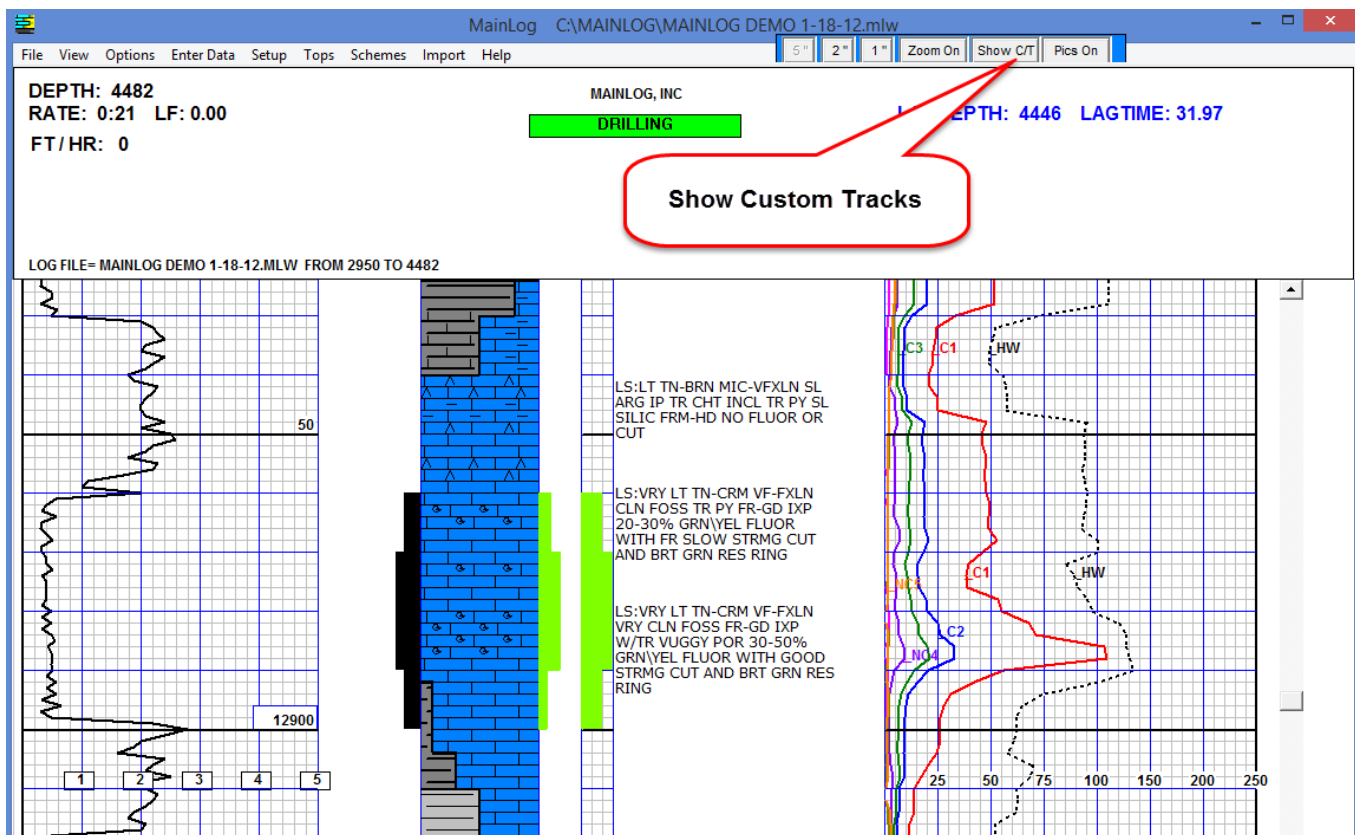 MainLog C:\MAINLOG\MAINLOG DEMO 1-18-12.mlw
File View Options Enter Data Setup Tops Schemes Import Help
5" 2" 1" Zoom On Show C/T Pics On
DEPTH: 4482
RATE: 0:21 LF: 0.00
FT / HR: 0
MAINLOG, INC
DRILLING
EPTH: 4446 LAGTIME: 31.97
Show Custom Tracks
LOG FILE= MAINLOG DEMO 1-18-12.MLW FROM 2950 TO 4482
_C3 _C1 _HW
LS:LT TN-BRN MIC-VFXLN SL
ARG IP TR CHT INCL TR PY SL
SILIC FRM-HD NO FLUOR OR
CUT
50
LS:VRY LT TN-CRM VF-FXLN
CLN FOSS TR PY FR-GD IXP
20-30% GRN\YEL FLUOR
WITH FR SLOW STRMG CUT
AND BRT GRN RES RING
_C1 _HW
LS:VRY LT TN-CRM VF-FXLN
VRY CLN FOSS FR-GD IXP
W/TR VUGGY POR 30-50%
GRN\YEL FLUOR WITH GOOD
STRMG CUT AND BRT GRN RES
RING
_C2
_NC4
12900
1 2 3 4 5
25 50 75 100 150 200 250